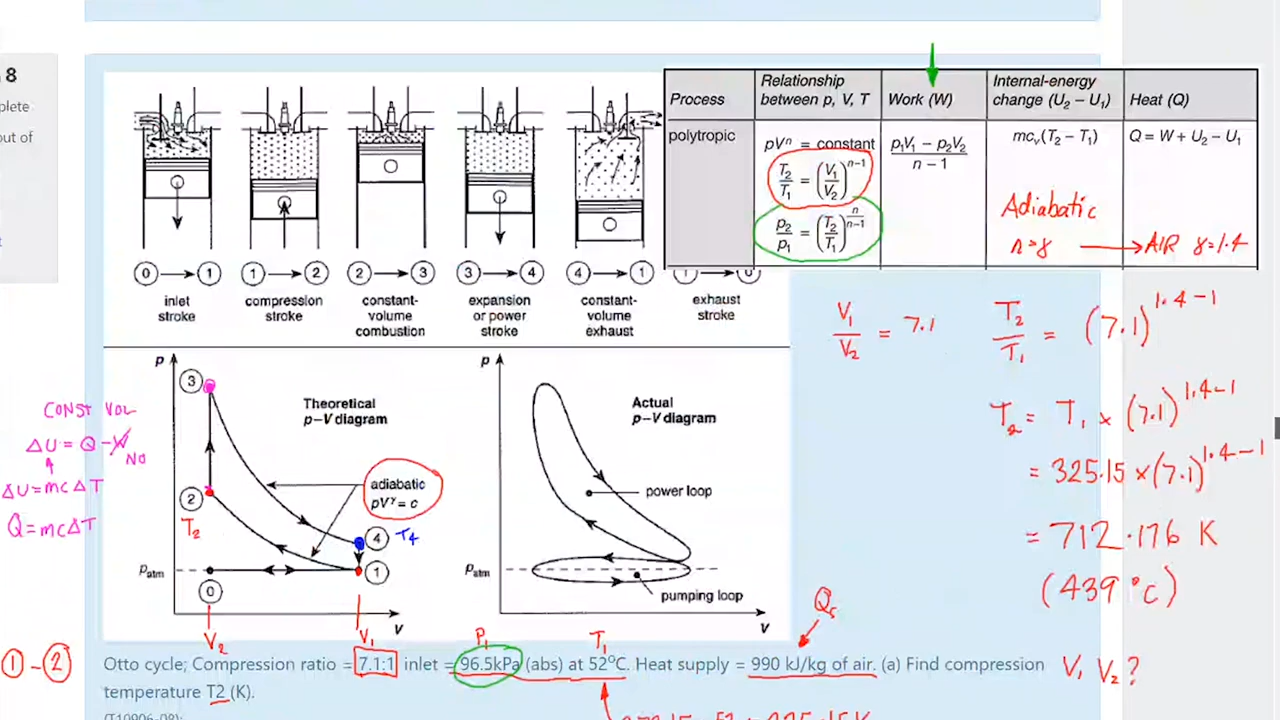 8
plete
out of
t
Process
Relationship
between p, V, T
Work (W)
Internal-energy
change (U₂ – U₁)
Heat (Q)
polytropic
pVⁿ = constant
T₂/T₁ = (V₁/V₂)ⁿ⁻¹
p₂/p₁ = (T₂/T₁)^(n/(n-1))
p₁V₁ – p₂V₂
n – 1
mcᵥ(T₂ – T₁)
Q = W + U₂ – U₁
Adiabatic
n=γ → AIR γ=1.4
0 → 1
inlet
stroke
1 → 2
compression
stroke
2 → 3
constant-
volume
combustion
3 → 4
expansion
or power
stroke
4 → 1
constant-
volume
exhaust
exhaust
stroke
V₁/V₂ = 7.1
T₂/T₁ = (7.1)^1.4-1
T₂ = T₁ × (7.1)^1.4-1
= 325.15 × (7.1)^1.4-1
= 712.176 K
(439°C)
V₁ V₂ ?
p
3
Theoretical
p–V diagram
adiabatic
pVᵞ = c
2
T₂
4
T₄
1
Pₐₜₘ
0
V
V₂
V₁
CONST VOL
ΔU = Q - W
NO
ΔU = mcΔT
Q = mcΔT
p
Actual
p–V diagram
power loop
Pₐₜₘ
pumping loop
V
P₁
T₁
Qₛ
1 - 2
Otto cycle; Compression ratio = 7.1:1 inlet = 96.5kPa (abs) at 52ºC. Heat supply = 990 kJ/kg of air. (a) Find compression
temperature T2 (K).